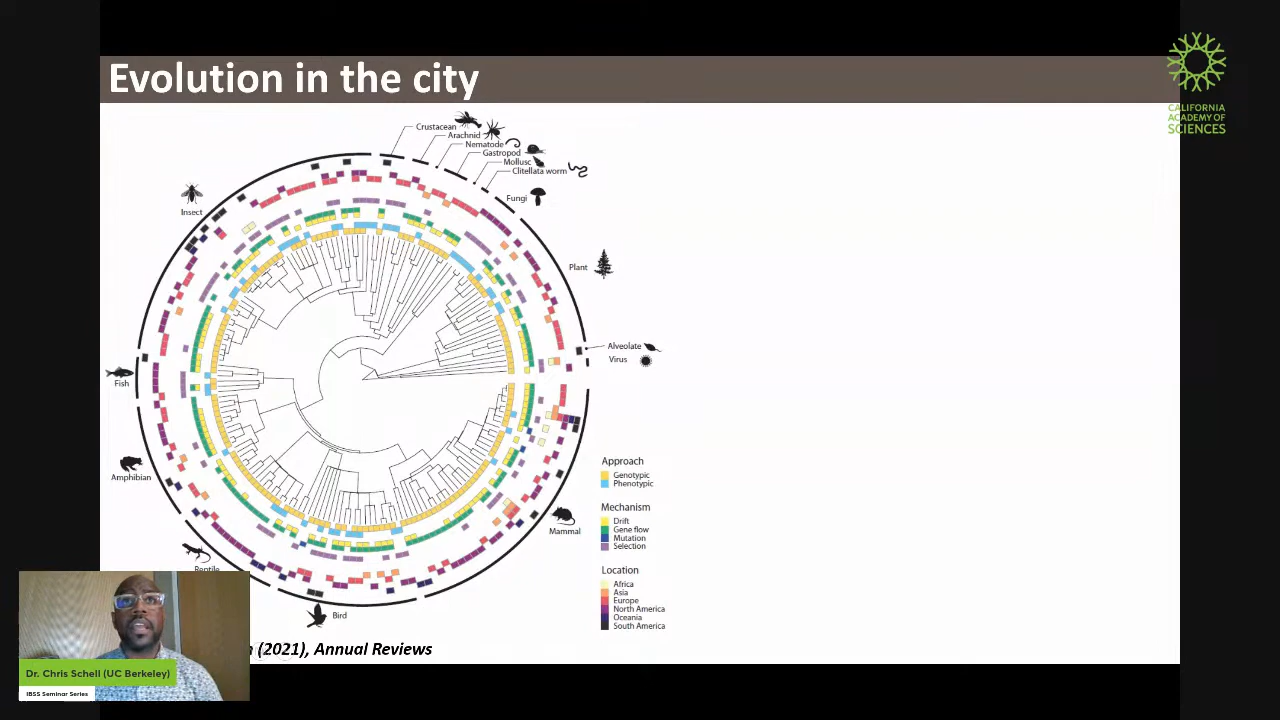 Evolution in the city
CALIFORNIA
ACADEMY OF
SCIENCES
Crustacean
Arachnid
Nematode
Gastropod
Mollusc
Clitellata worm
Fungi
Insect
Plant
Alveolate
Virus
Fish
Amphibian
Mammal
Reptile
Bird
Approach
Genotypic
Phenotypic
Mechanism
Drift
Gene flow
Mutation
Selection
Location
Africa
Asia
Europe
North America
Oceania
South America
(2021), Annual Reviews
Dr. Chris Schell (UC Berkeley)
IBSS Seminar Series